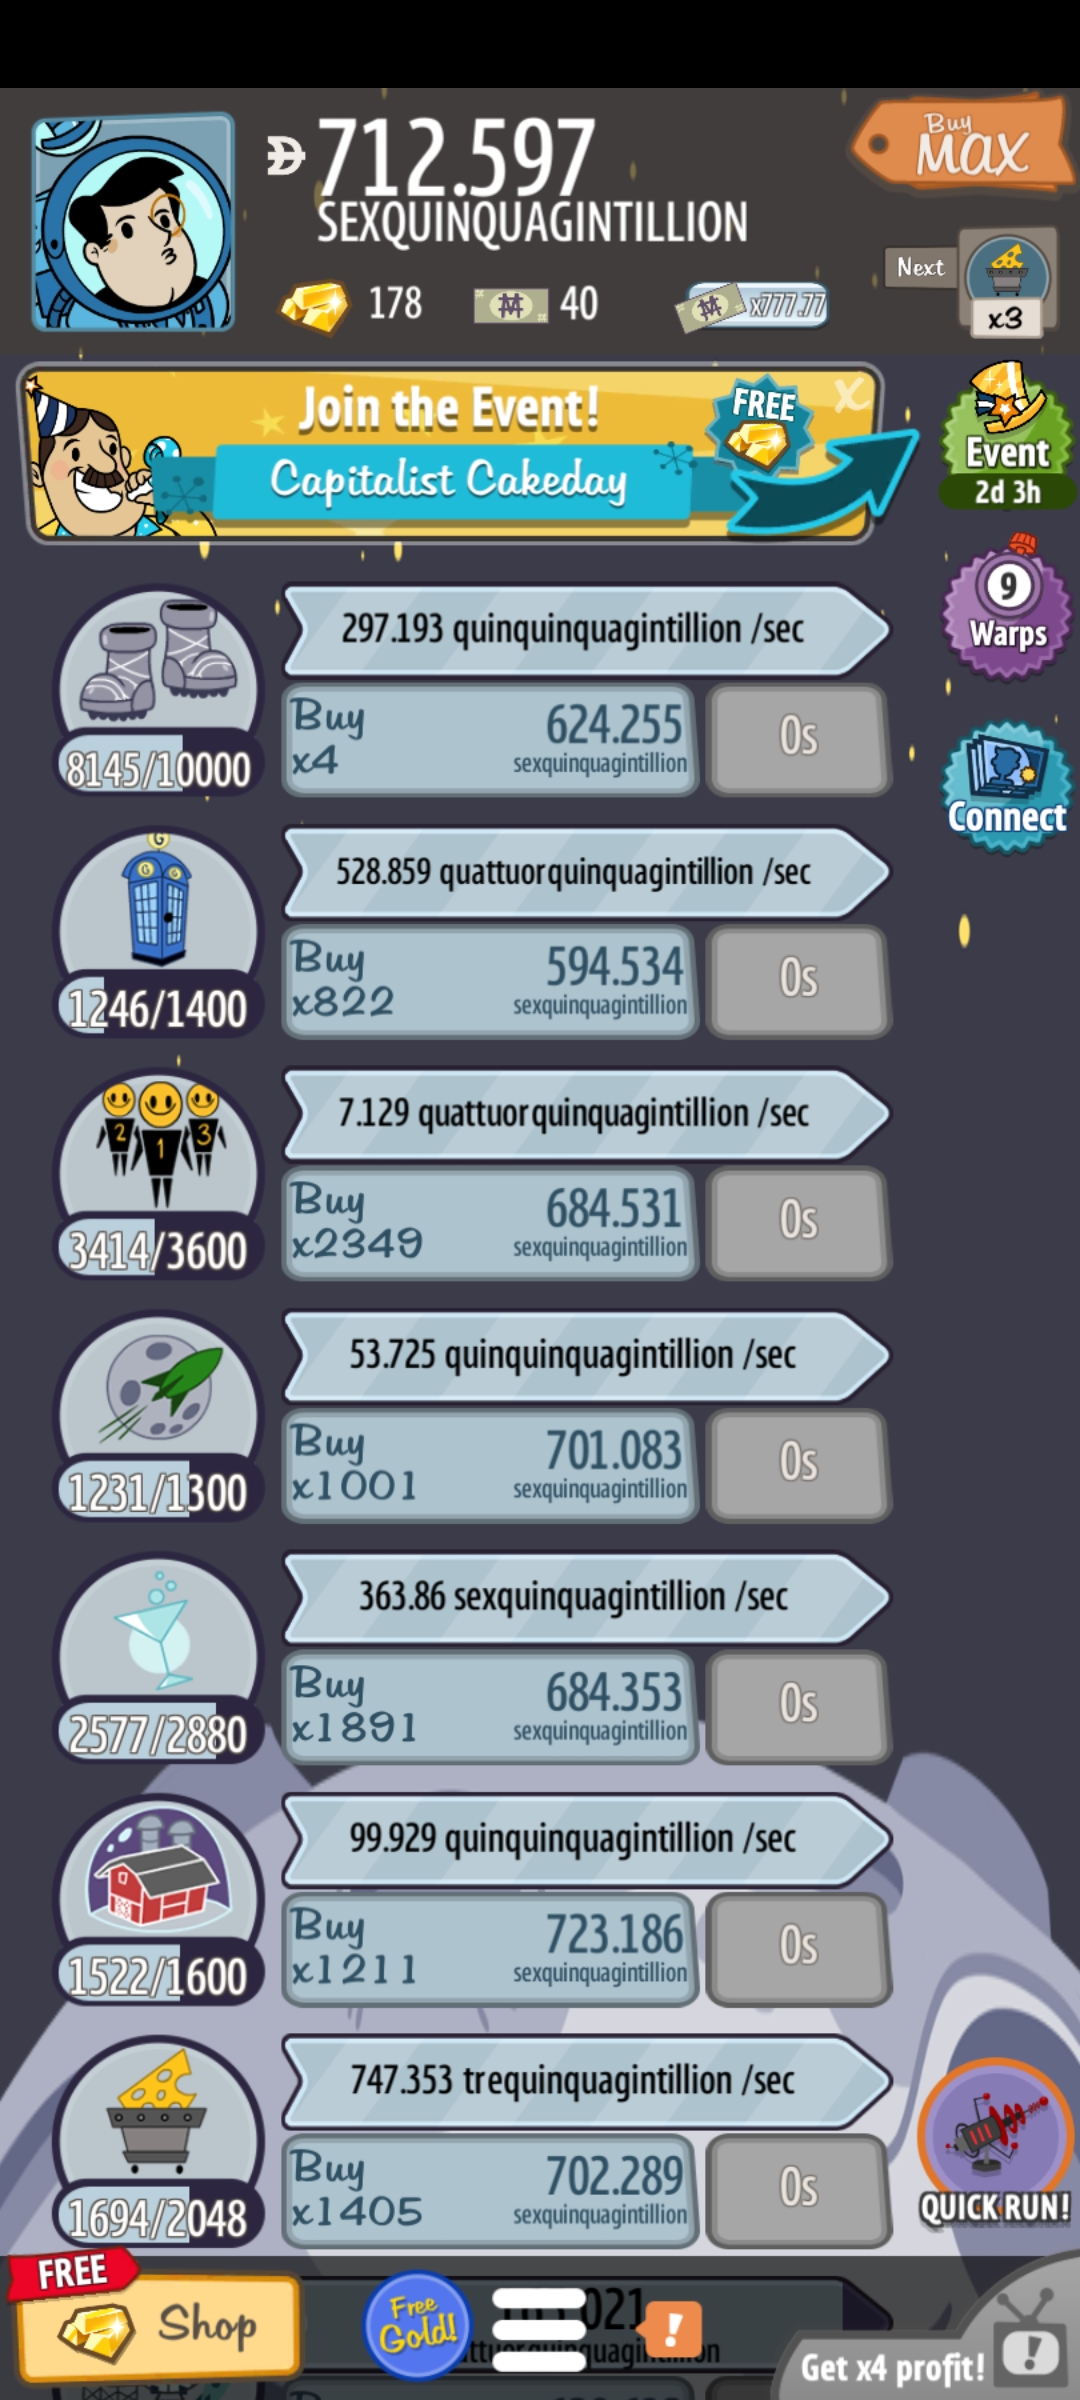 712.597
SEXQUINQUAGINTILLION
Buy
MAX
178
40
x777.77
Next
x3
Join the Event!
Capitalist Cakeday
FREE
x
Event
2d 3h
297.193 quinquinquagintillion /sec
Buy
x4
624.255
sexquinquagintillion
0s
8145/10000
9
Warps
Connect
528.859 quattuorquinquagintillion /sec
G
G G
Buy
x822
594.534
sexquinquagintillion
0s
1246/1400
7.129 quattuorquinquagintillion /sec
2 1 3
Buy
x2349
684.531
sexquinquagintillion
0s
3414/3600
53.725 quinquinquagintillion /sec
Buy
x1001
701.083
sexquinquagintillion
0s
1231/1300
363.86 sexquinquagintillion /sec
Buy
x1891
684.353
sexquinquagintillion
0s
2577/2880
99.929 quinquinquagintillion /sec
Buy
x1211
723.186
sexquinquagintillion
0s
1522/1600
747.353 trequinquagintillion /sec
Buy
x1405
702.289
sexquinquagintillion
0s
1694/2048
QUICK RUN!
FREE
Shop
Free
Gold!
!
Get x4 profit!
!